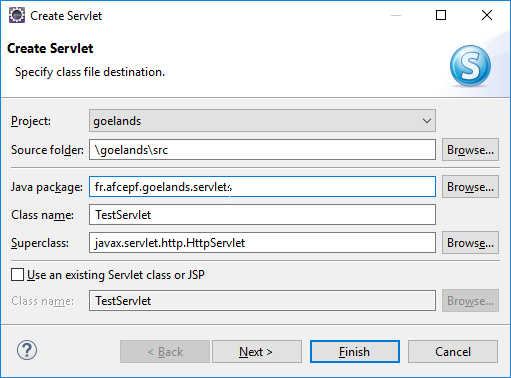 Create Servlet
Create Servlet
Specify class file destination.
S
Project: goelands
Source folder: \goelands\src Browse...
Java package: fr.afcepf.goelands.servlets Browse...
Class name: TestServlet
Superclass: javax.servlet.http.HttpServlet Browse...
Use an existing Servlet class or JSP
Class name: TestServlet Browse...
? < Back Next > Finish Cancel